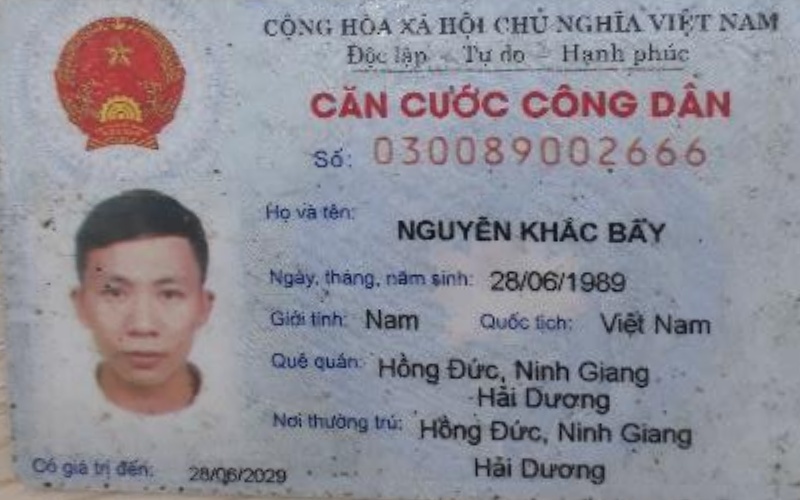 CỘNG HÒA XÃ HỘI CHỦ NGHĨA VIỆT NAM
Độc lập - Tự do - Hạnh phúc
CĂN CƯỚC CÔNG DÂN
Số: 030089002666
Họ và tên: NGUYỄN KHẮC BẨY
Ngày, tháng, năm sinh: 28/06/1989
Giới tính: Nam Quốc tịch: Việt Nam
Quê quán: Hồng Đức, Ninh Giang
Hải Dương
Nơi thường trú: Hồng Đức, Ninh Giang
Hải Dương
Có giá trị đến: 28/06/2029